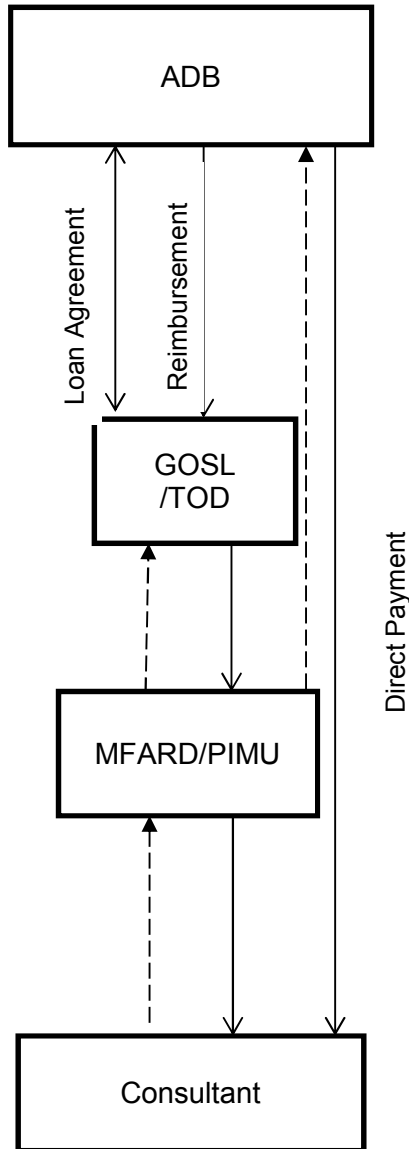 ADB
Loan Agreement
Reimbursement
GOSL
/TOD
Direct Payment
MFARD/PIMU
Consultant